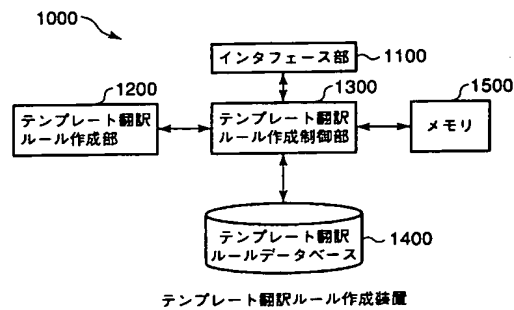 1000
インタフェース部
1100
1200
1300
1500
テンプレート翻訳
ルール作成部
テンプレート翻訳
ルール作成制御部
メモリ
テンプレート翻訳
ルールデータベース
1400
テンプレート翻訳ルール作成装置